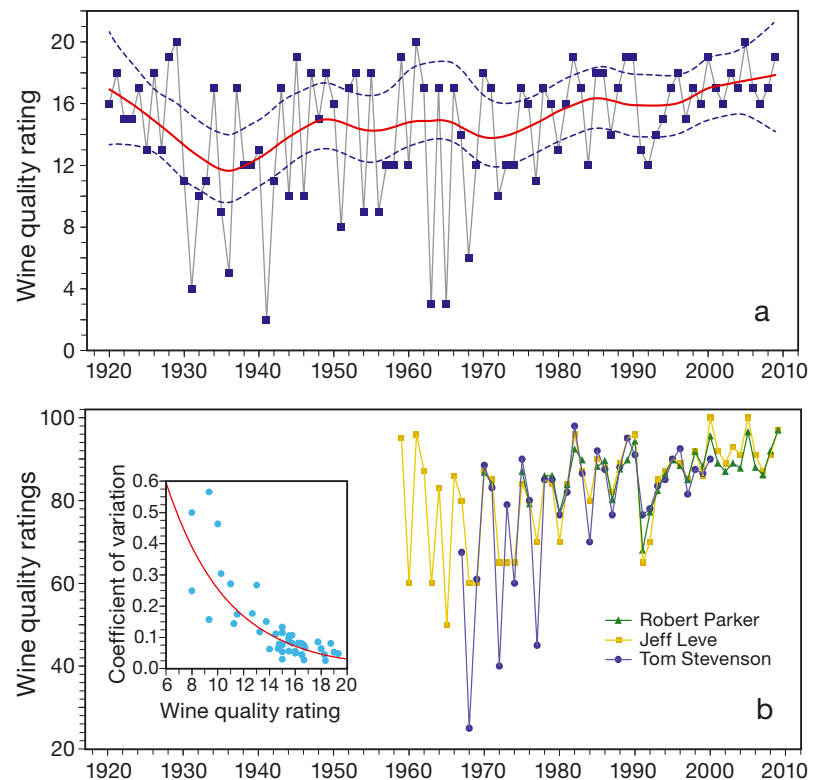 20
16
12
8
4
0
Wine quality rating
a
1920 1930 1940 1950 1960 1970 1980 1990 2000 2010
100
80
60
40
20
Wine quality ratings
0.6
0.5
0.4
0.3
0.2
0.1
0.0
Coefficient of variation
6 8 10 12 14 16 18 20
Wine quality rating
Robert Parker
Jeff Leve
Tom Stevenson
b
1920 1930 1940 1950 1960 1970 1980 1990 2000